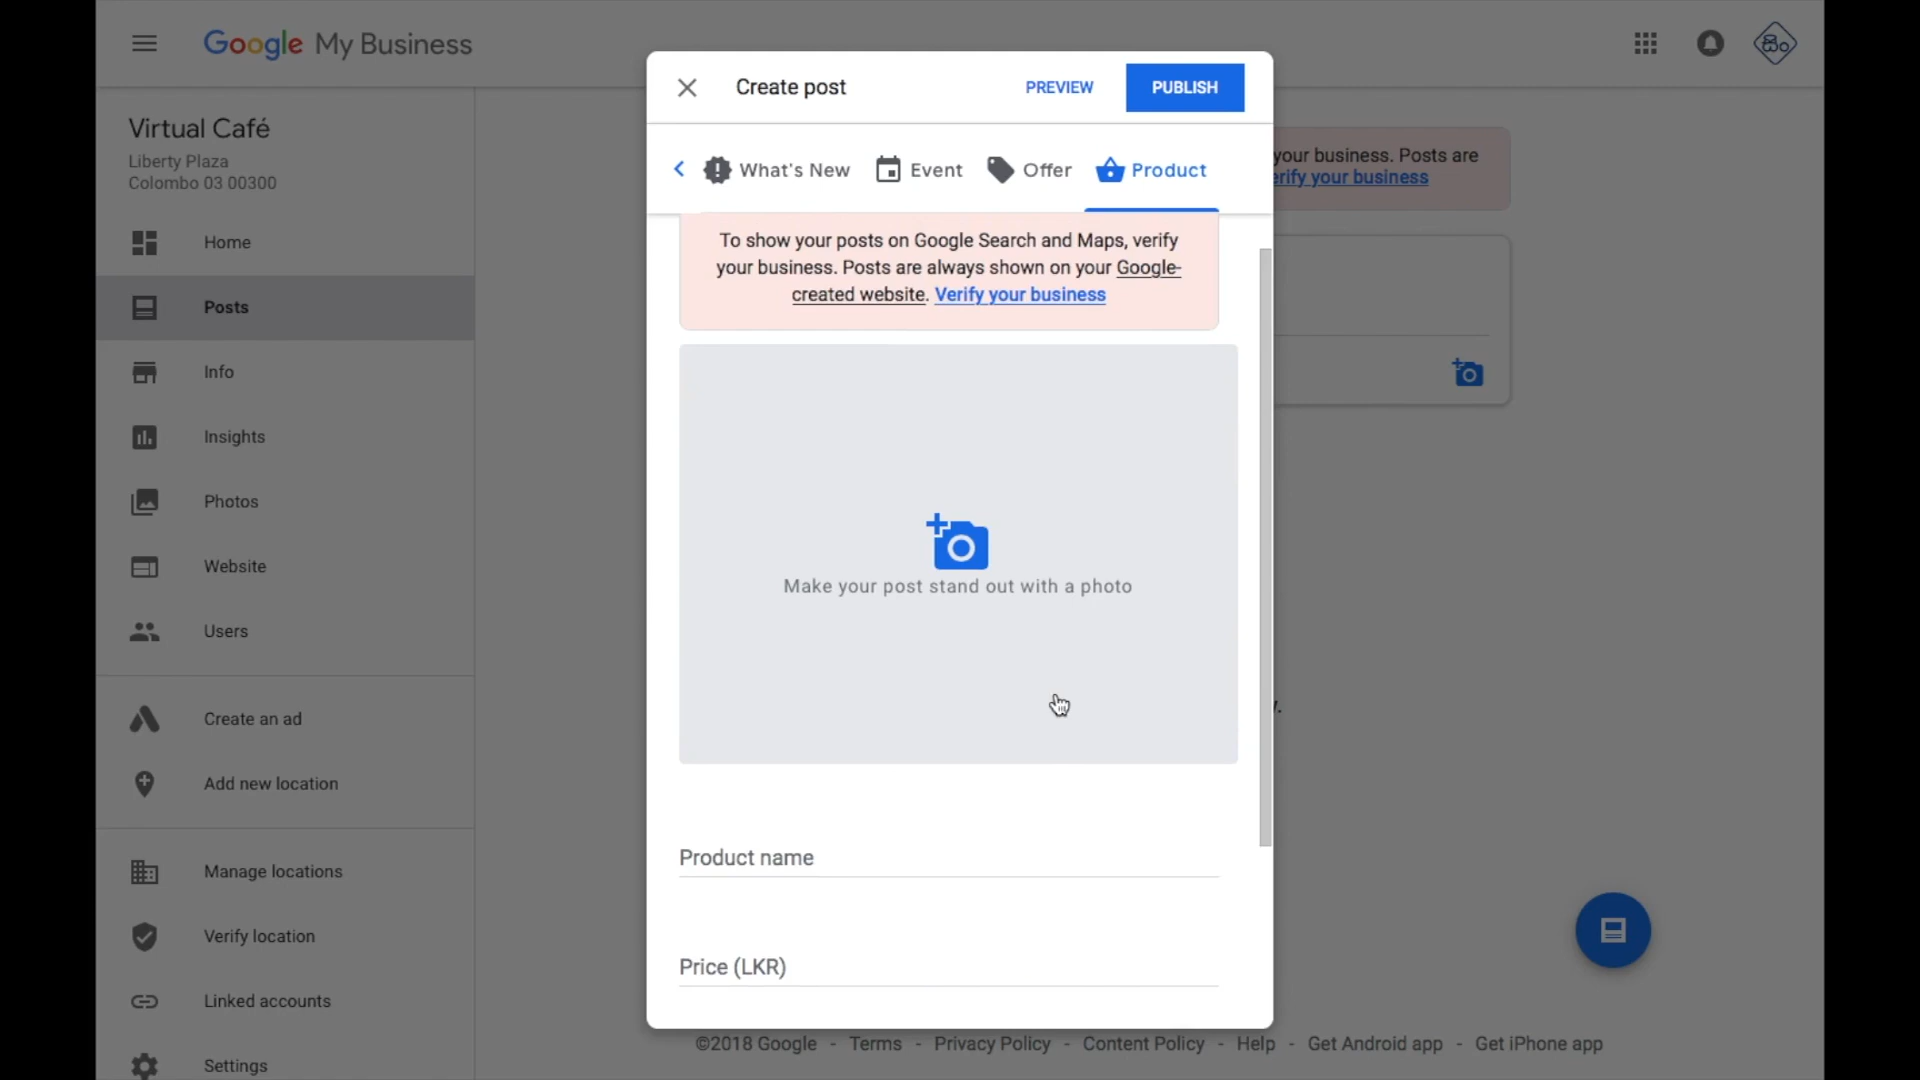 Google My Business
Virtual Café
Liberty Plaza
Colombo 03 00300
Home
Posts
Info
Insights
Photos
Website
Users
Create an ad
Add new location
Manage locations
Verify location
Linked accounts
Settings
Create post
PREVIEW
PUBLISH
What's New
Event
Offer
Product
To show your posts on Google Search and Maps, verify
your business. Posts are always shown on your Google-
created website. Verify your business
Make your post stand out with a photo
Product name
Price (LKR)
your business. Posts are
erify your business
©2018 Google - Terms - Privacy Policy - Content Policy - Help - Get Android app - Get iPhone app